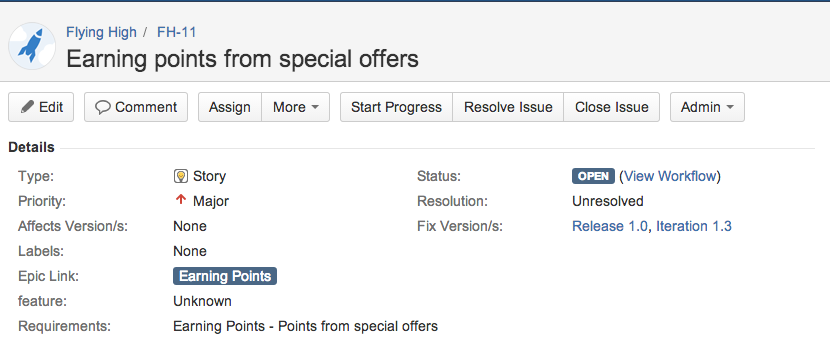 Flying High / FH-11
Earning points from special offers
Edit Comment Assign More Start Progress Resolve Issue Close Issue Admin
Details
Type: Story Status: OPEN (View Workflow)
Priority: Major Resolution: Unresolved
Affects Version/s: None Fix Version/s: Release 1.0, Iteration 1.3
Labels: None
Epic Link: Earning Points
feature: Unknown
Requirements: Earning Points - Points from special offers